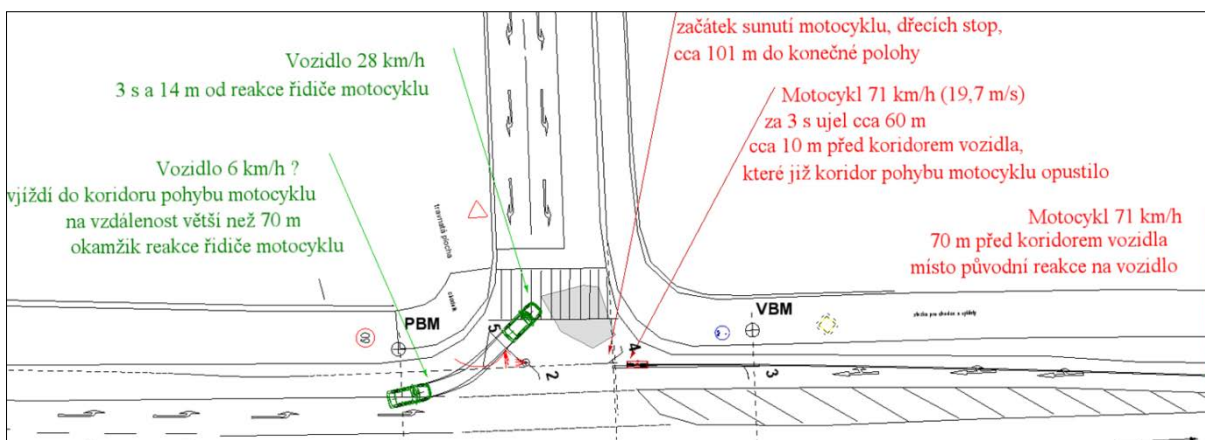 začátek sunutí motocyklu, dřecích stop,
cca 101 m do konečné polohy
Vozidlo 28 km/h
3 s a 14 m od reakce řidiče motocyklu
Motocykl 71 km/h (19,7 m/s)
za 3 s ujel cca 60 m
cca 10 m před koridorem vozidla,
které již koridor pohybu motocyklu opustilo
Vozidlo 6 km/h ?
vjíždí do koridoru pohybu motocyklu
na vzdálenost větší než 70 m
okamžik reakce řidiče motocyklu
Motocykl 71 km/h
70 m před koridorem vozidla
místo původní reakce na vozidlo
travnatá plocha
PBM
VBM
60
5
4
2
3